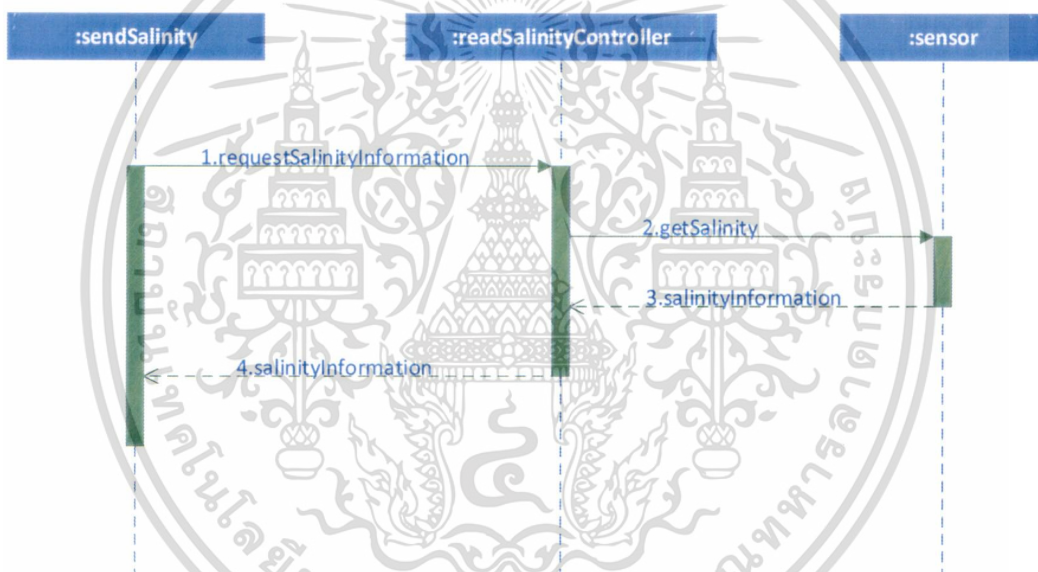 :sendSalinity
:readSalinityController
:sensor
1.requestSalinityInformation
2.getSalinity
3.salinityInformation
4.salinityInformation